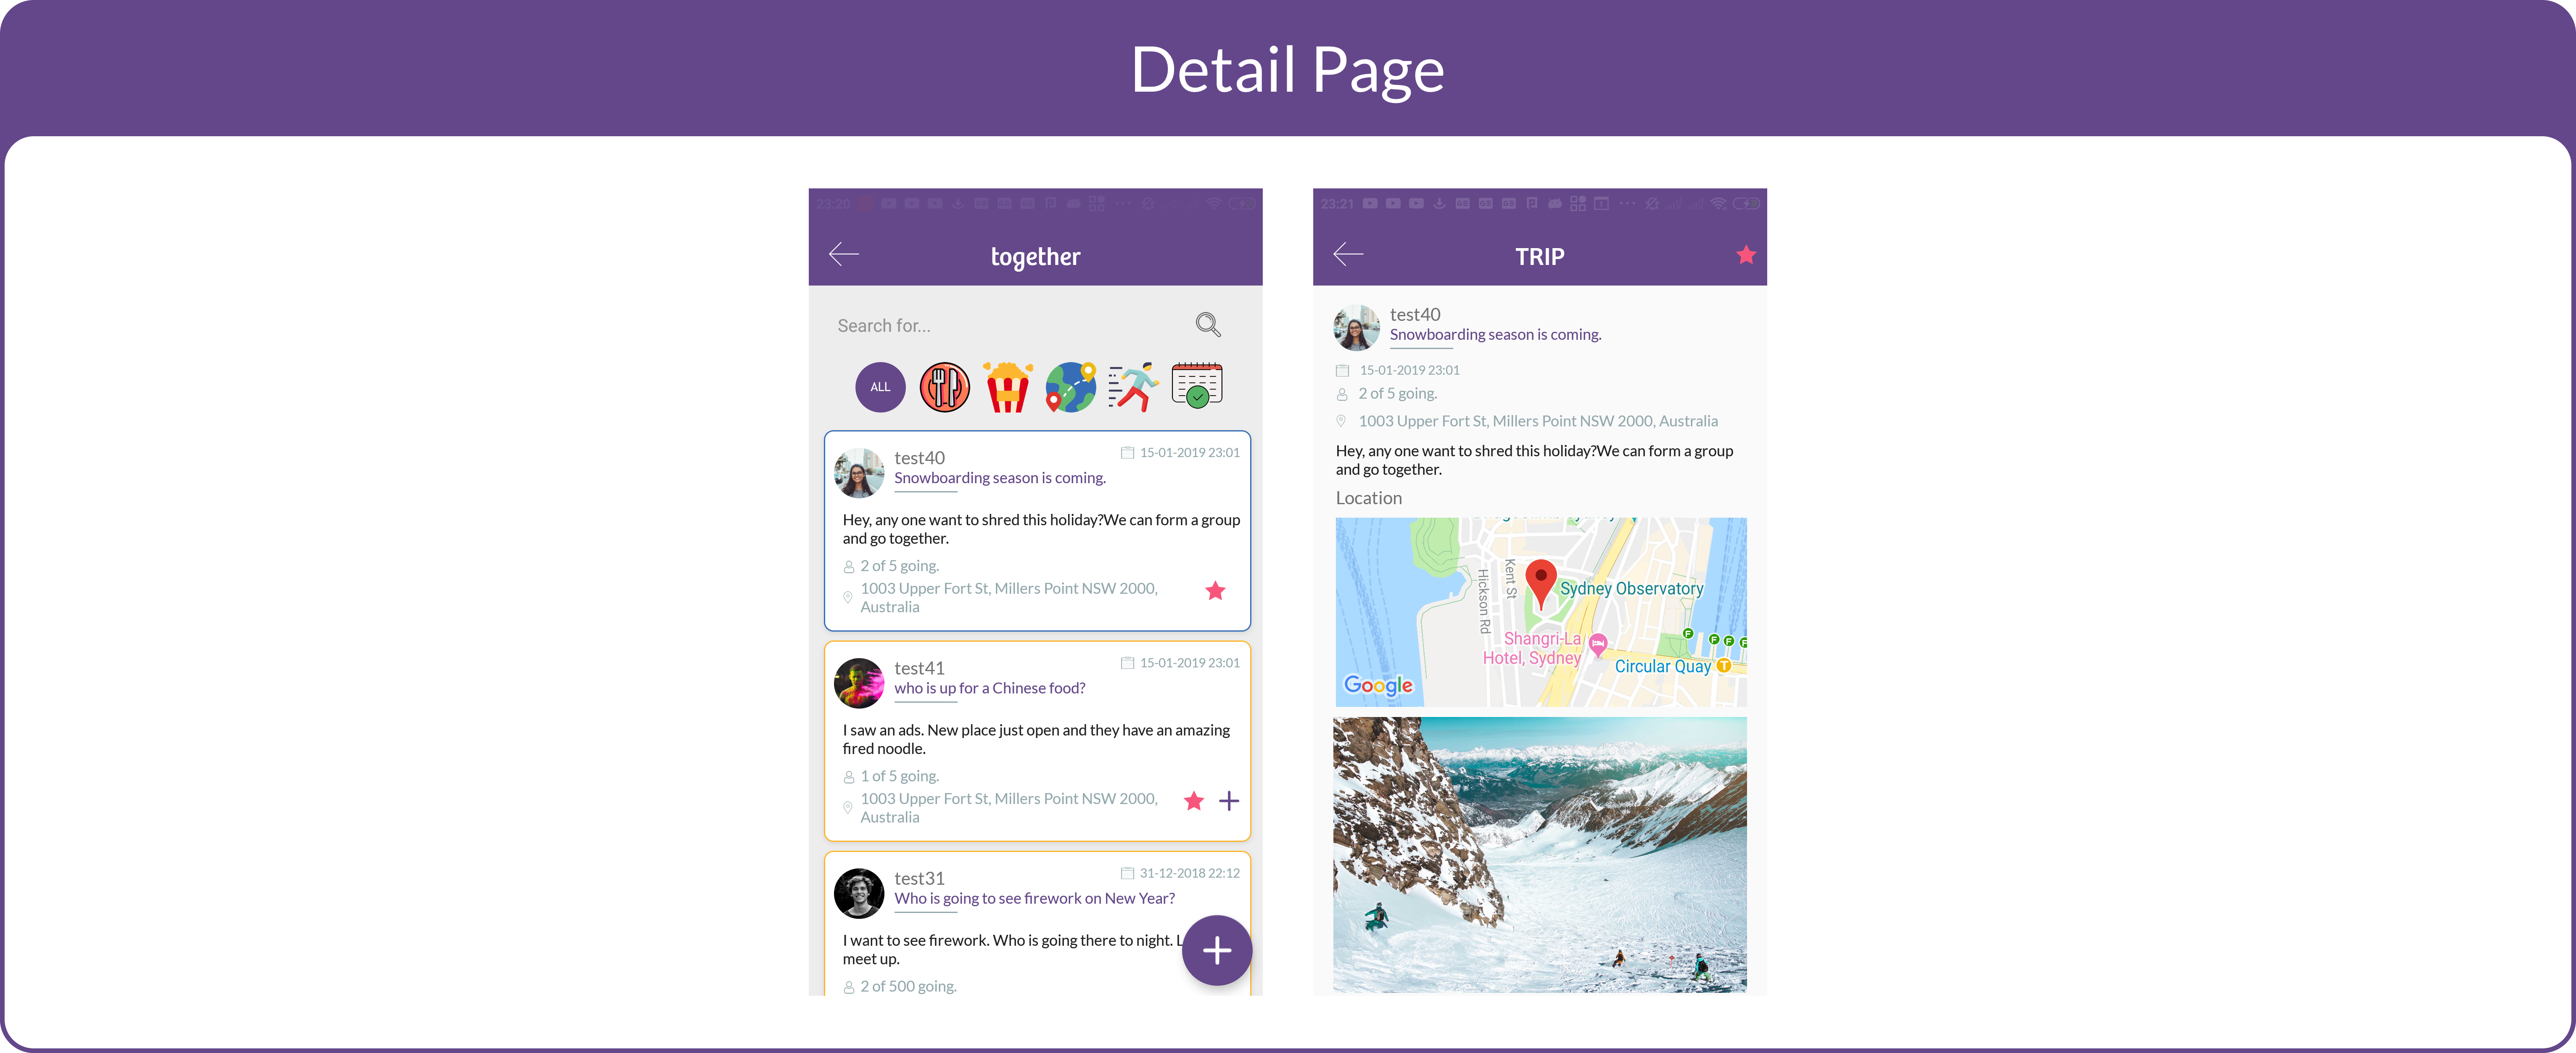 Detail Page
23:20
together
Search for...
ALL
test40
15-01-2019 23:01
Snowboarding season is coming.
Hey, any one want to shred this holiday?We can form a group
and go together.
2 of 5 going.
1003 Upper Fort St, Millers Point NSW 2000,
Australia
test41
15-01-2019 23:01
who is up for a Chinese food?
I saw an ads. New place just open and they have an amazing
fired noodle.
1 of 5 going.
1003 Upper Fort St, Millers Point NSW 2000,
Australia
test31
31-12-2018 22:12
Who is going to see firework on New Year?
I want to see firework. Who is going there to night. L
meet up.
2 of 500 going.
23:21
TRIP
test40
Snowboarding season is coming.
15-01-2019 23:01
2 of 5 going.
1003 Upper Fort St, Millers Point NSW 2000, Australia
Hey, any one want to shred this holiday?We can form a group
and go together.
Location
Hickson Rd
Kent St
Sydney Observatory
Shangri-La
Hotel, Sydney
Circular Quay
T
F
F
F
F
Google